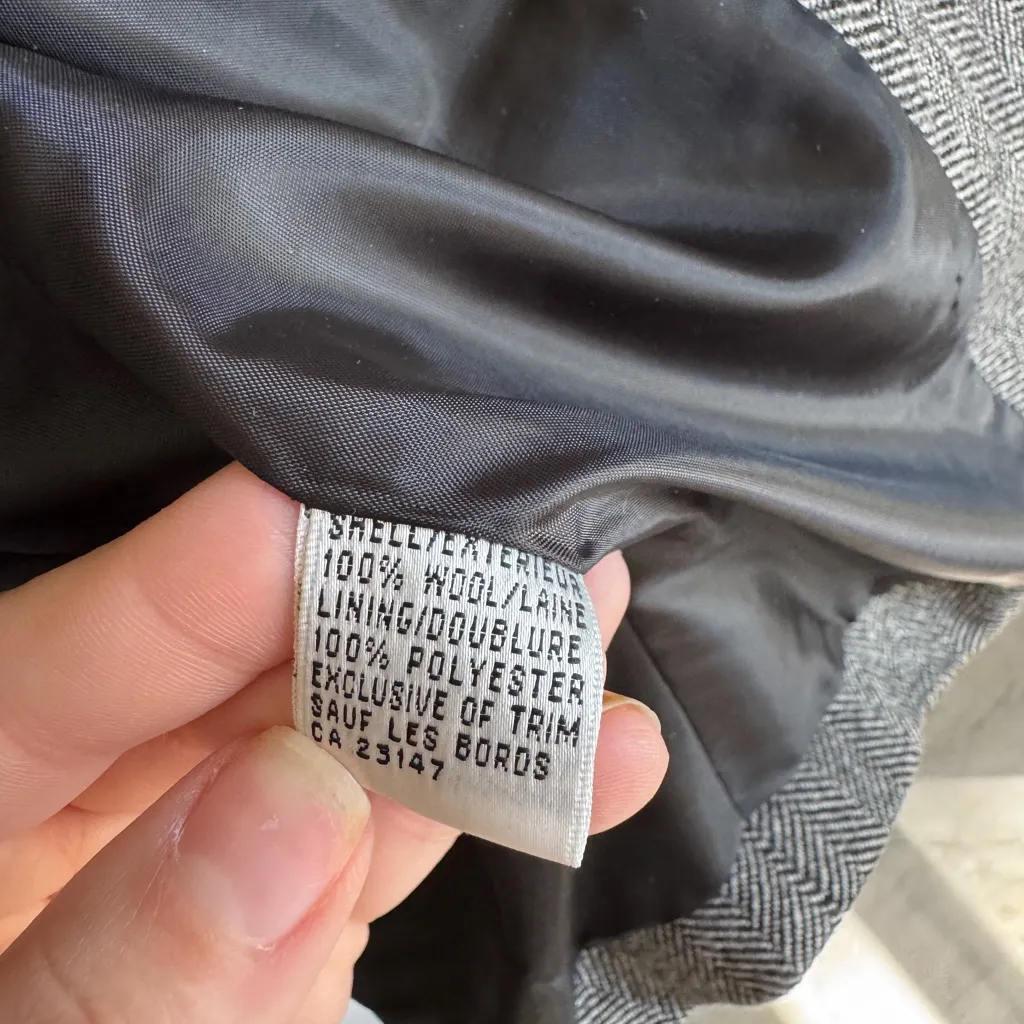 SHELL/EXTERIEUR
100% WOOL/LAINE
LINING/DOUBLURE
100% POLYESTER
EXCLUSIVE OF TRIM
SAUF LES BORDS
CA 23147